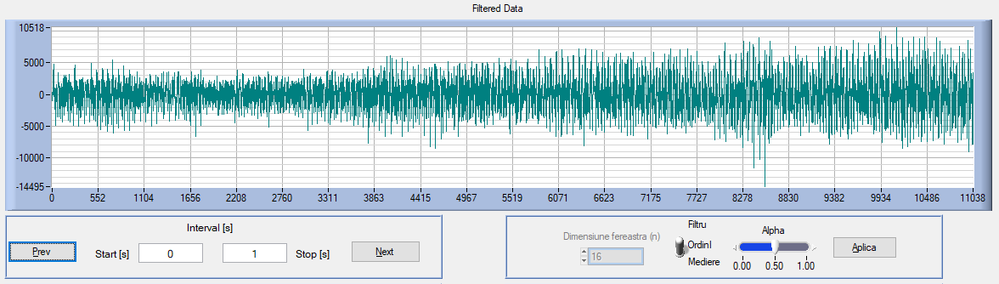 Filtered Data
10518
5000
0
-5000
-10000
-14495
0 552 1104 1656 2208 2760 3311 3863 4415 4967 5519 6071 6623 7175 7727 8278 8830 9382 9934 10486 11038
Interval [s]
Prev Start [s] 0 1 Stop [s] Next
Dimensiune fereastra (n)
16
Filtru
OrdinI
Mediere
Alpha
0.00 0.50 1.00
Aplica